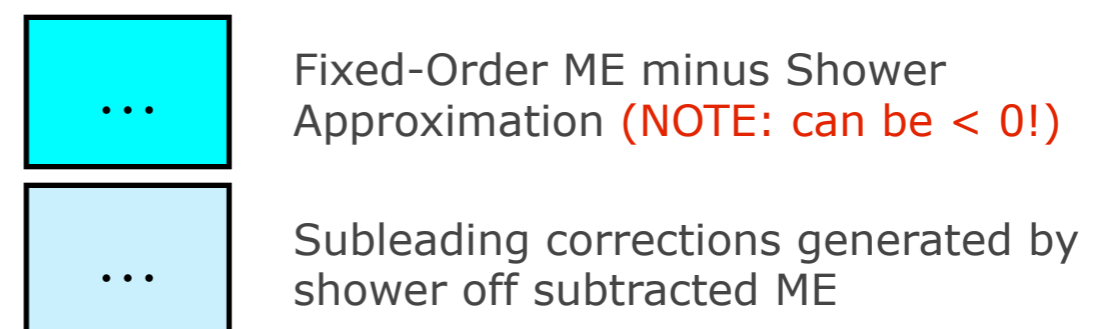 ...
Fixed-Order ME minus Shower
Approximation (NOTE: can be < 0!)
...
Subleading corrections generated by
shower off subtracted ME